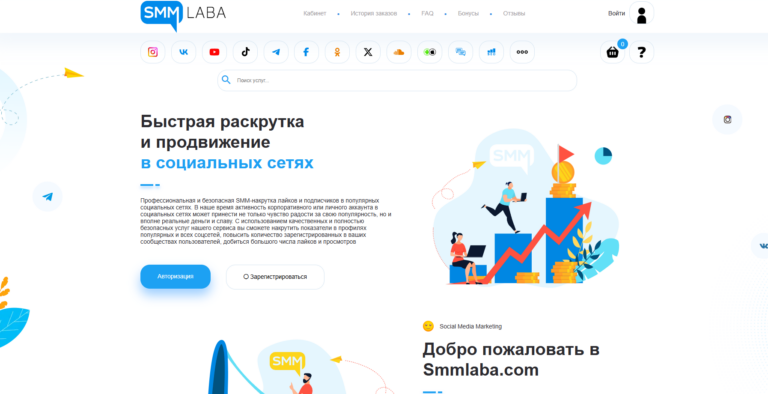 SMM LABA
Кабинет
История заказов
FAQ
Бонусы
Отзывы
Войти
0
Поиск услуг...
Быстрая раскрутка
и продвижение
в социальных сетях
Профессиональная и безопасная SMM-накрутка лайков и подписчиков в популярных
социальных сетях. В наше время активность корпоративного или личного аккаунта в
социальных сетях может принести не только чувство радости за свою популярность, но и
вполне реальные деньги и славу. С использованием качественных и полностью
безопасных услуг нашего сервиса вы сможете накрутить показатели в профилях
популярных и всех соцсетей, повысить количество зарегистрированных в ваших
сообществах пользователей, добиться большого числа лайков и просмотров
Авторизация
Зарегистрироваться
SMM
Social Media Marketing
Добро пожаловать в
Smmlaba.com
SMM